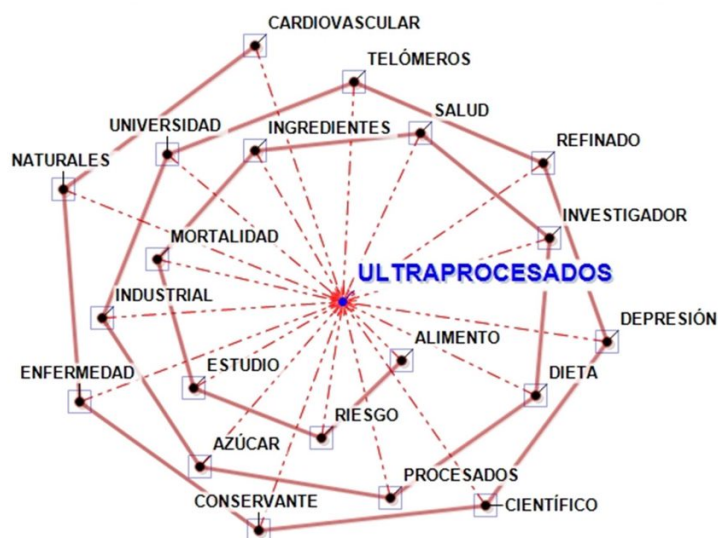 CARDIOVASCULAR
TELÓMEROS
SALUD
UNIVERSIDAD
INGREDIENTES
REFINADO
NATURALES
INVESTIGADOR
MORTALIDAD
ULTRAPROCESADOS
INDUSTRIAL
DEPRESIÓN
ALIMENTO
ENFERMEDAD
ESTUDIO
DIETA
RIESGO
AZÚCAR
PROCESADOS
CONSERVANTE
CIENTÍFICO